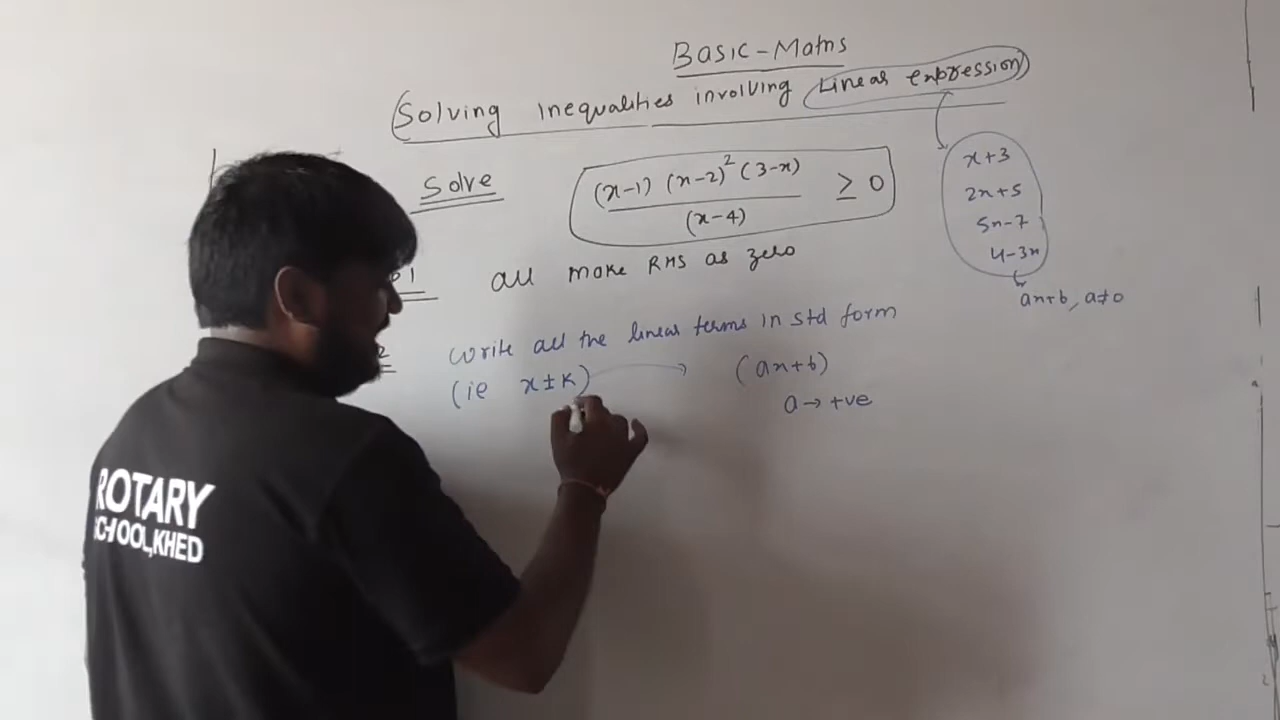 Basic-Maths
Solving inequalities involving Linear expression
Solve
(x-1) (x-2)² (3-x)
(x-4)
≥ 0
x+3
2x+5
5x-7
4-3x
ax+b, a≠0
1
all make RHS as zero
2
Write all the linear terms in std form
(ie x±K)
(ax+b)
a→ +ve
ROTARY
SCHOOL,KHED